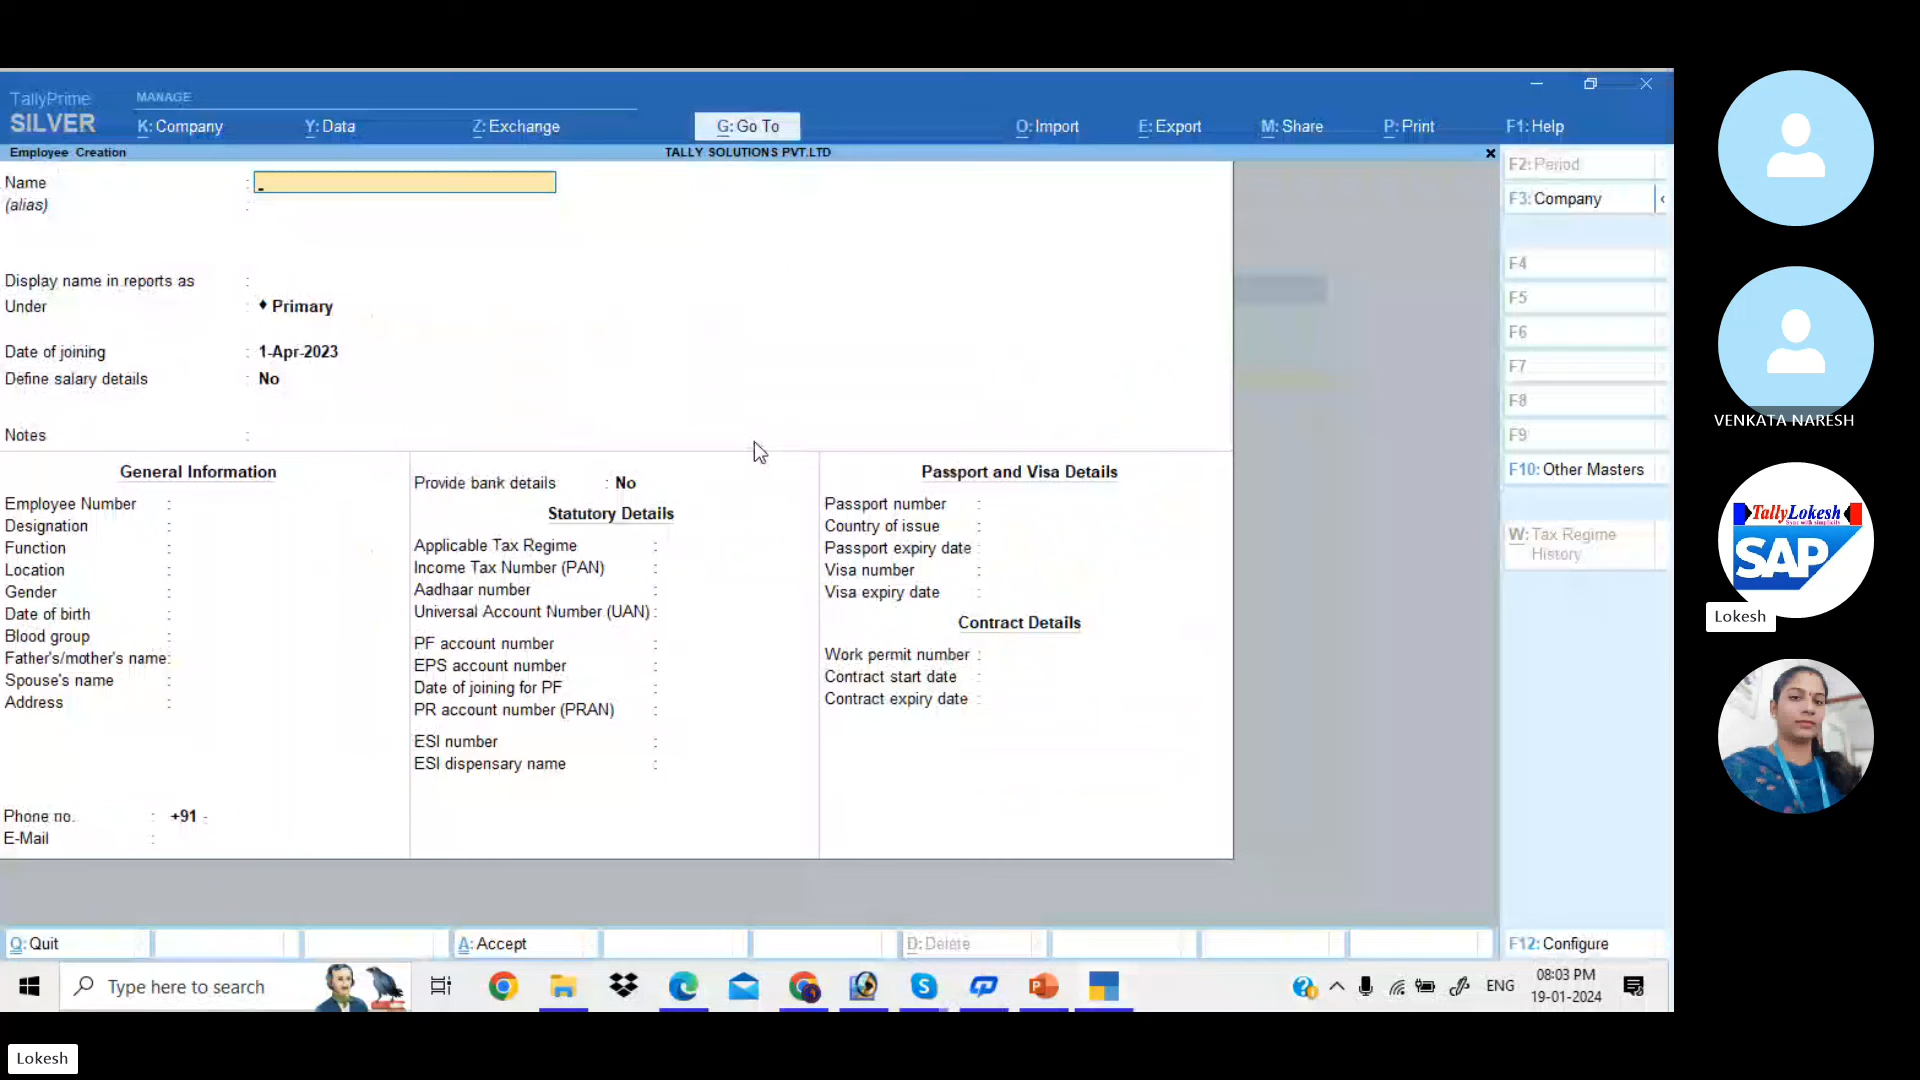 TallyPrime
SILVER
MANAGE
K: Company
Y: Data
Z: Exchange
G: Go To
O: Import
E: Export
M: Share
P: Print
F1: Help
Employee Creation
TALLY SOLUTIONS PVT.LTD
Name :
(alias) :
Display name in reports as :
Under : ♦ Primary
Date of joining : 1-Apr-2023
Define salary details : No
Notes :
General Information
Employee Number :
Designation :
Function :
Location :
Gender :
Date of birth :
Blood group :
Father's/mother's name:
Spouse's name :
Address :
Phone no. : +91 -
E-Mail :
Provide bank details : No
Statutory Details
Applicable Tax Regime :
Income Tax Number (PAN) :
Aadhaar number :
Universal Account Number (UAN) :
PF account number :
EPS account number :
Date of joining for PF :
PR account number (PRAN) :
ESI number :
ESI dispensary name :
Passport and Visa Details
Passport number :
Country of issue :
Passport expiry date :
Visa number :
Visa expiry date :
Contract Details
Work permit number :
Contract start date :
Contract expiry date :
F2: Period
F3: Company
F4
F5
F6
F7
F8
F9
F10: Other Masters
W: Tax Regime
History
F12: Configure
Q: Quit
A: Accept
D: Delete
Type here to search
ENG
08:03 PM
19-01-2024
VENKATA NARESH
TallyLokesh
Sync with simplicity
SAP
Lokesh
Lokesh